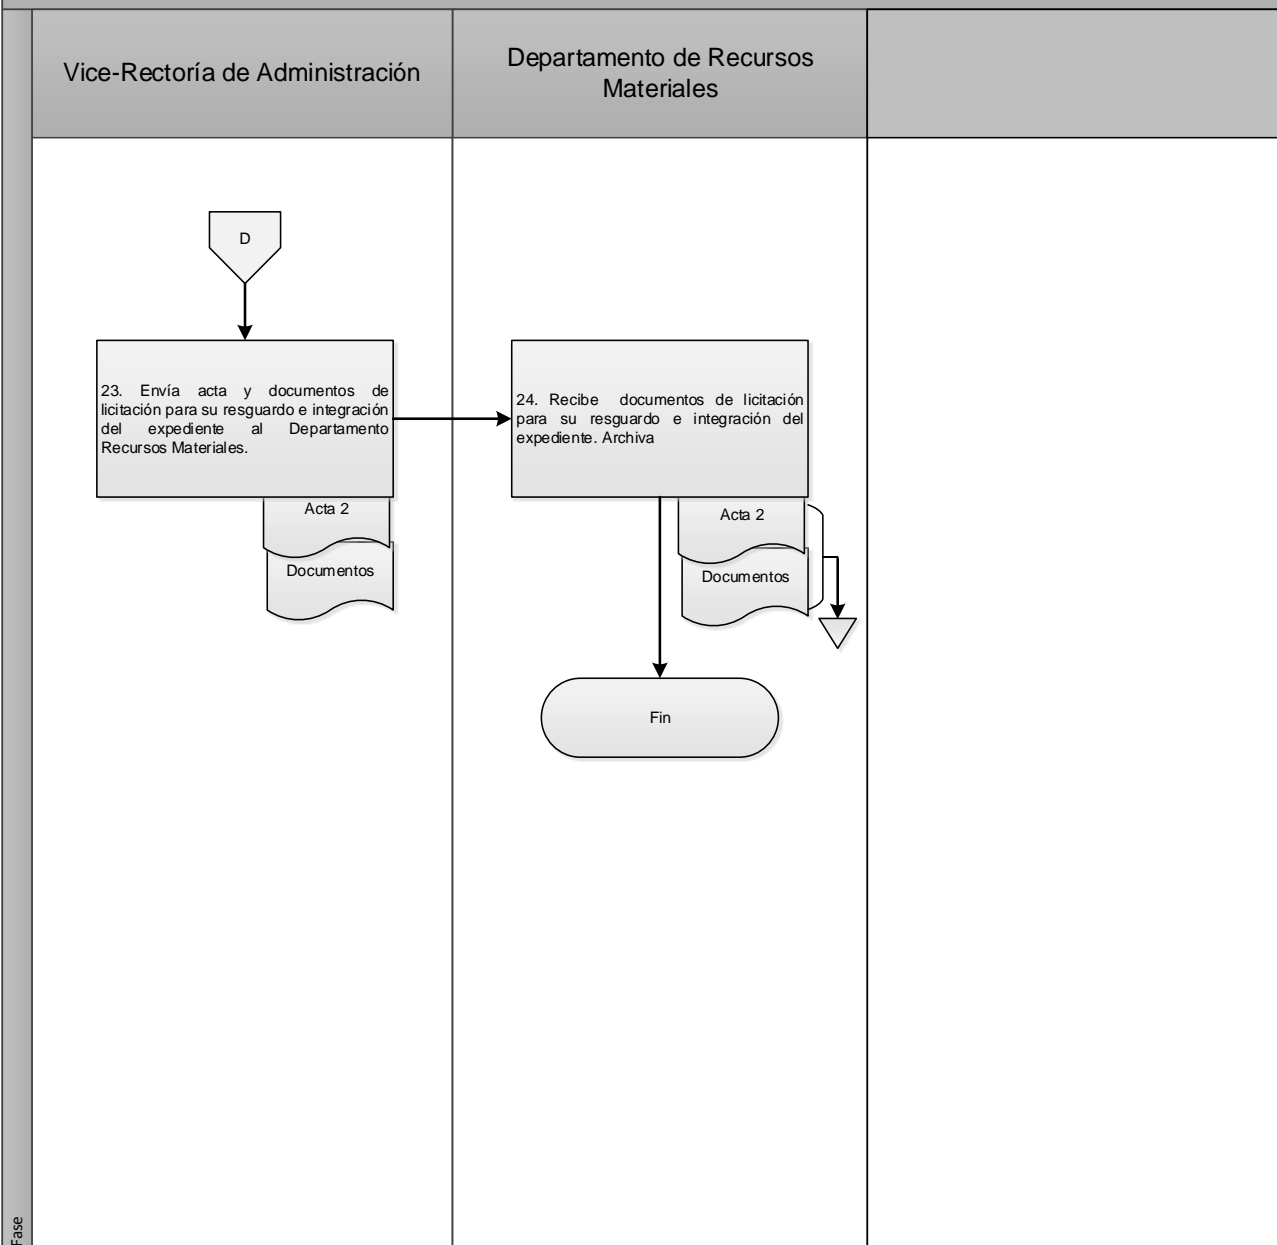 Vice-Rectoría de Administración
Departamento de Recursos
Materiales
D
23. Envía acta y documentos de
licitación para su resguardo e integración
del expediente al Departamento
Recursos Materiales.
Acta 2
Documentos
24. Recibe documentos de licitación
para su resguardo e integración del
expediente. Archiva
Acta 2
Documentos
Fin
Fase